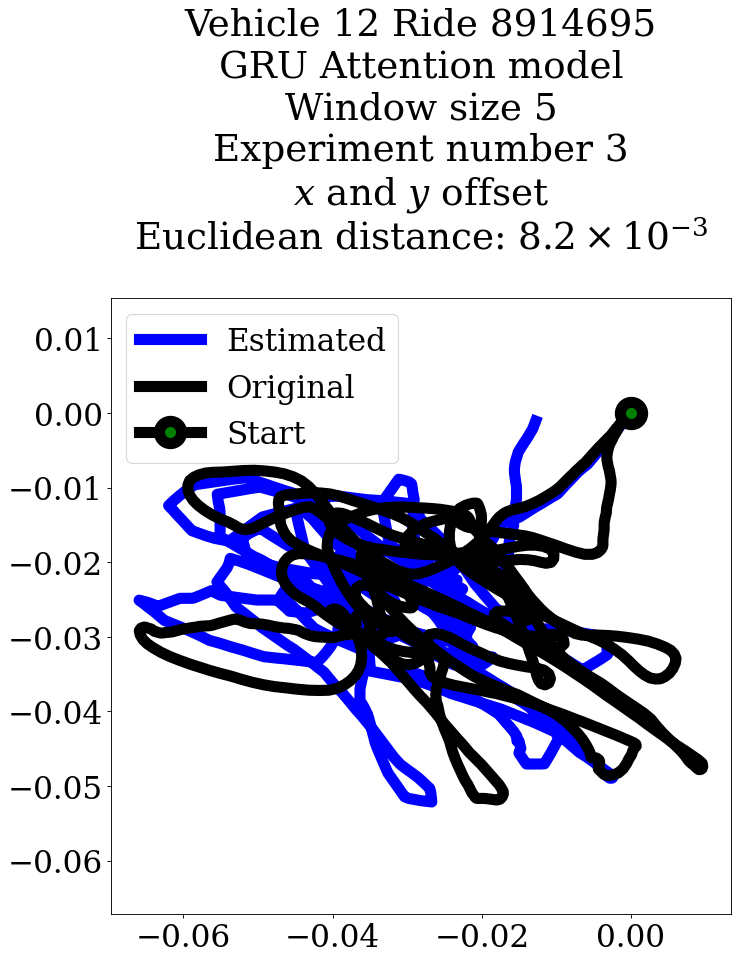 Vehicle 12 Ride 8914695
GRU Attention model
Window size 5
Experiment number 3
x and y offset
Euclidean distance: 8.2 × 10⁻³
Estimated
Original
Start
0.01
0.00
−0.01
−0.02
−0.03
−0.04
−0.05
−0.06
−0.06 −0.04 −0.02 0.00